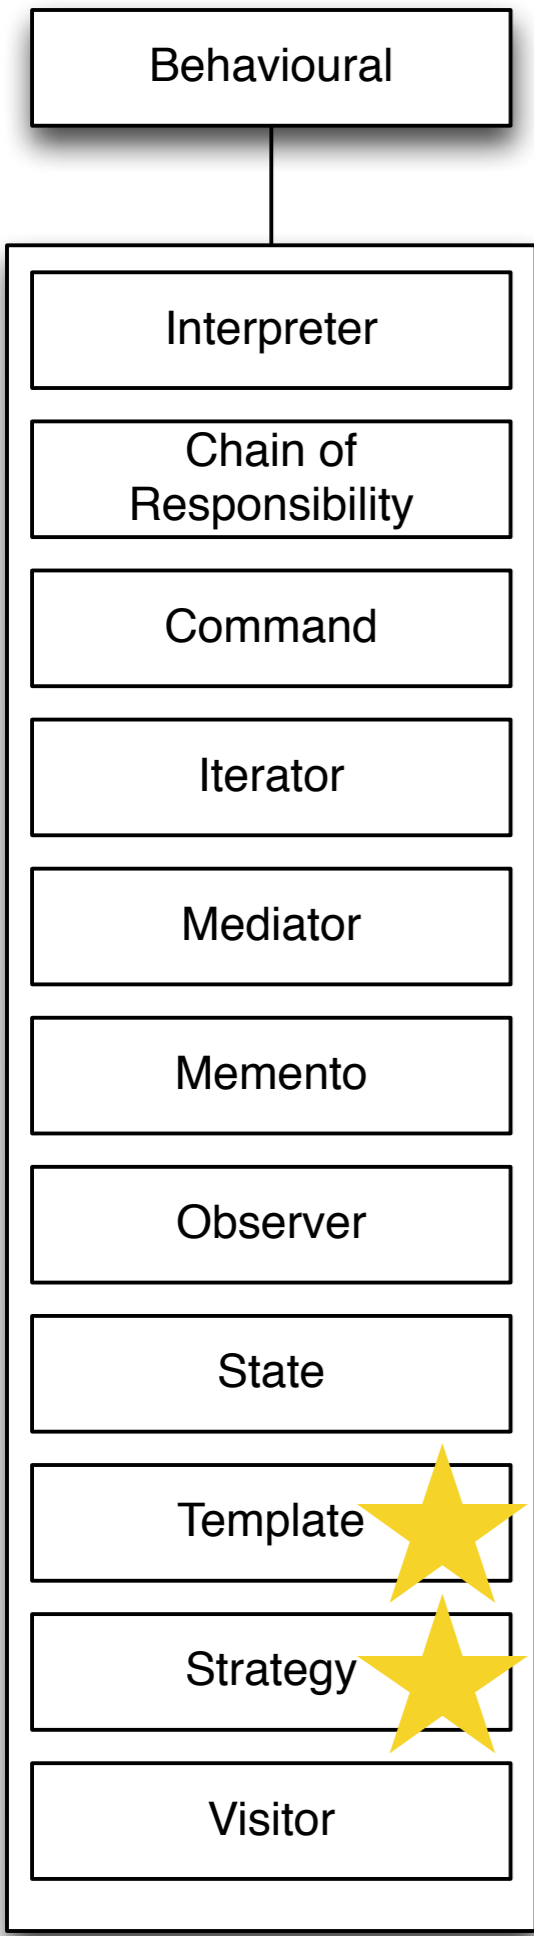 Behavioural
Interpreter
Chain of
Responsibility
Command
Iterator
Mediator
Memento
Observer
State
Template
Strategy
Visitor